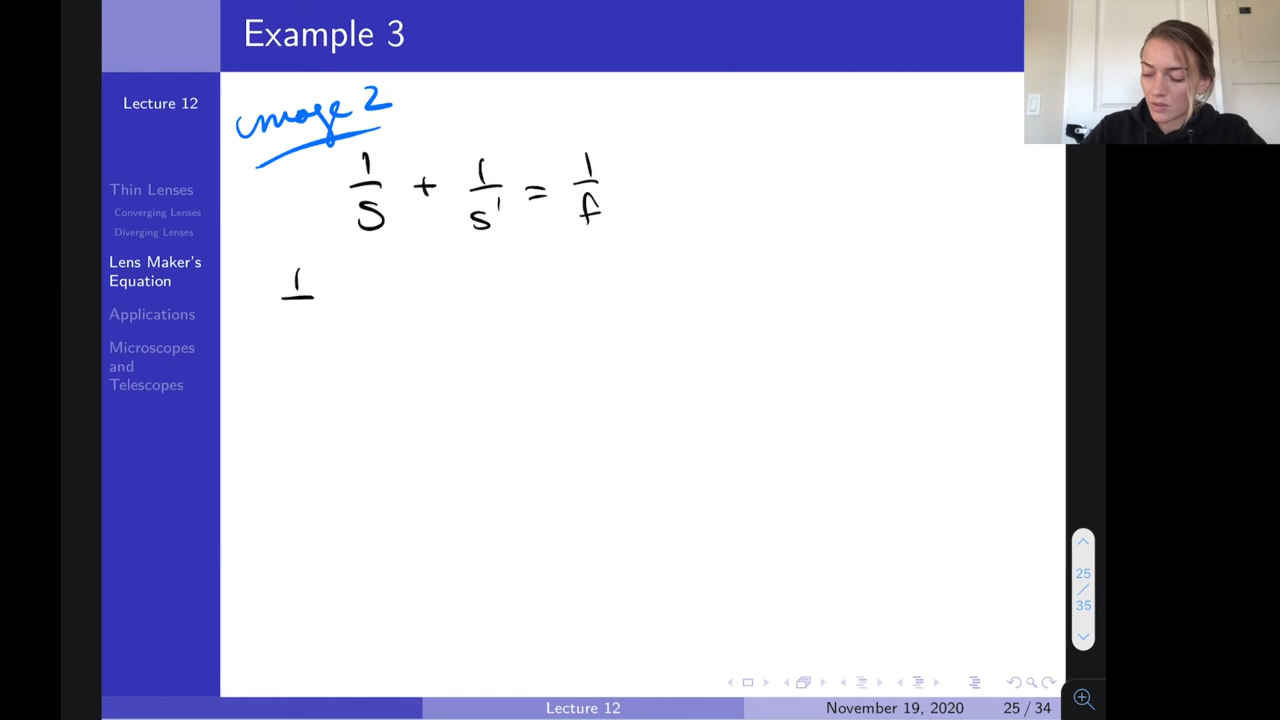 Example 3
Lecture 12
Thin Lenses
Converging Lenses
Diverging Lenses
Lens Maker's
Equation
Applications
Microscopes
and
Telescopes
Image 2
1/s + 1/s' = 1/f
1
25
/
35
Lecture 12
November 19, 2020
25 / 34